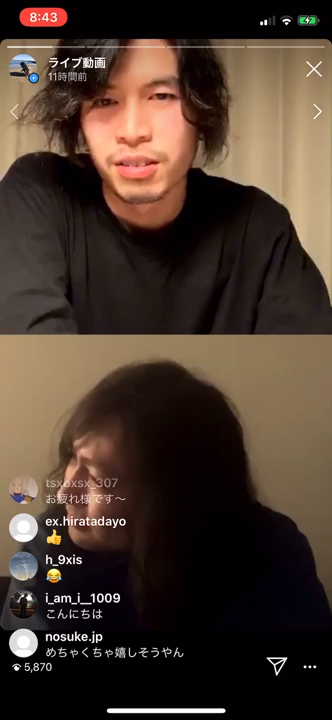 8:43
ライブ動画
11時間前
tsxoxsx_307
お疲れ様です〜
ex.hiratadayo
👍
h_9xis
😂
i_am_i__1009
こんにちは
nosuke.jp
めちゃくちゃ嬉しそうやん
5,870